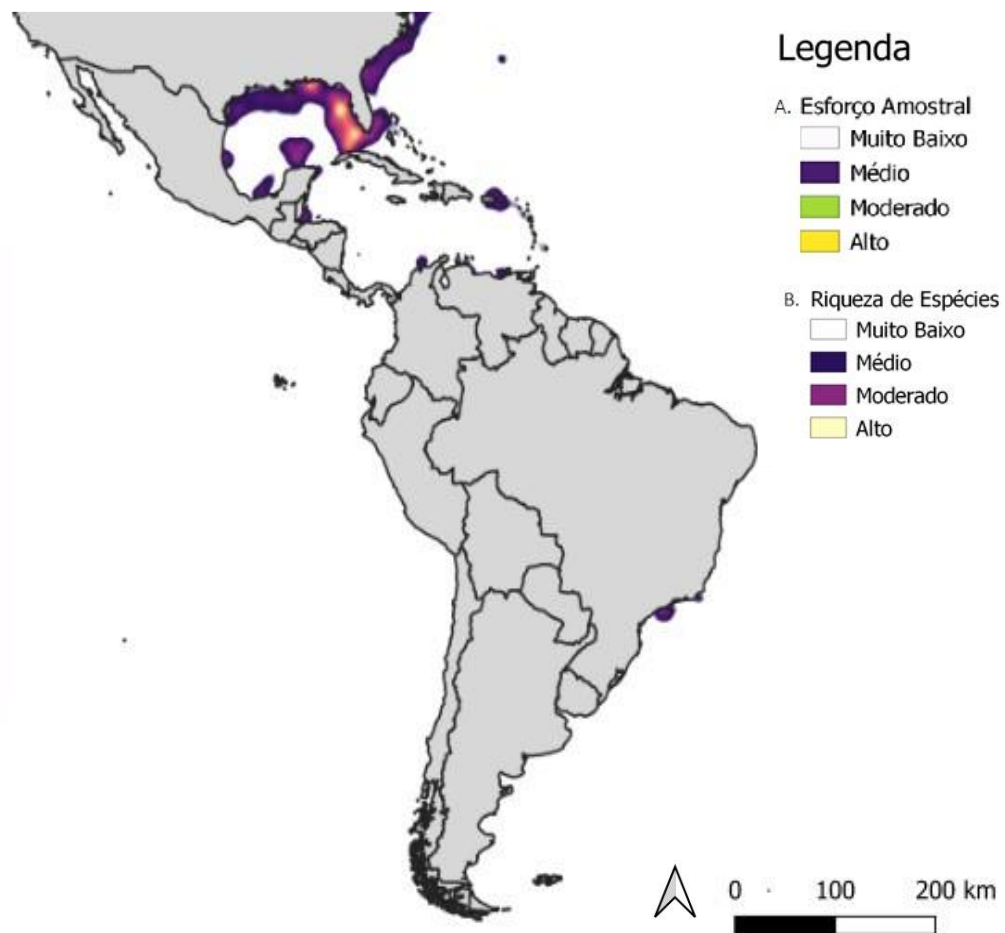 Legenda
A. Esforço Amostral
Muito Baixo
Médio
Moderado
Alto
B. Riqueza de Espécies
Muito Baixo
Médio
Moderado
Alto
0 100 200 km